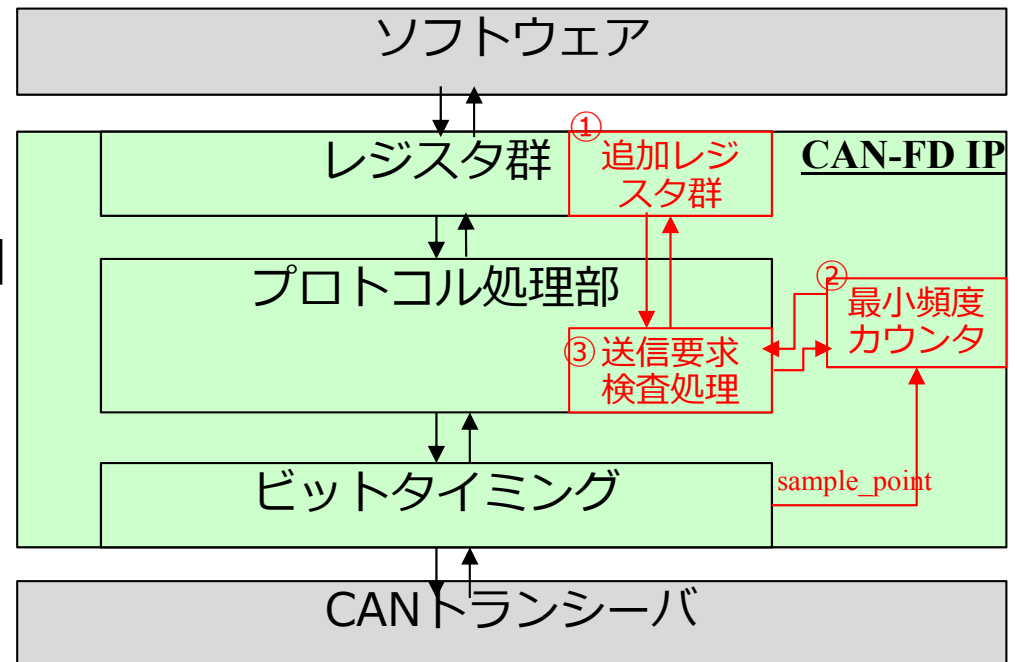 ソフトウェア
レジスタ群
①
追加レジ
スタ群
CAN-FD IP
プロトコル処理部
②
最小頻度
カウンタ
③送信要求
検査処理
ビットタイミング
sample_point
CANトランシーバ